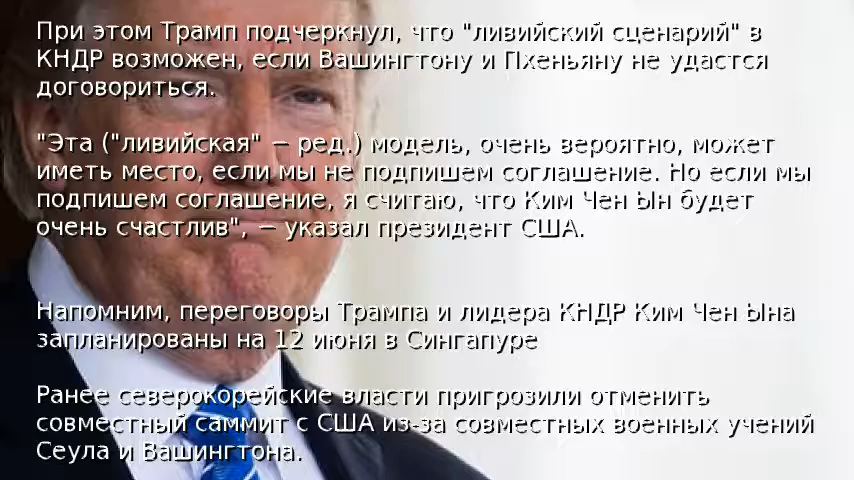 При этом Трамп подчеркнул, что "ливийский сценарий" в
КНДР возможен, если Вашингтону и Пхеньяну не удастся
договориться.
"Эта ("ливийская" − ред.) модель, очень вероятно, может
иметь место, если мы не подпишем соглашение. Но если мы
подпишем соглашение, я считаю, что Ким Чен Ын будет
очень счастлив", − указал президент США.
Напомним, переговоры Трампа и лидера КНДР Ким Чен Ына
запланированы на 12 июня в Сингапуре
Ранее северокорейские власти пригрозили отменить
совместный саммит с США из-за совместных военных учений
Сеула и Вашингтона.